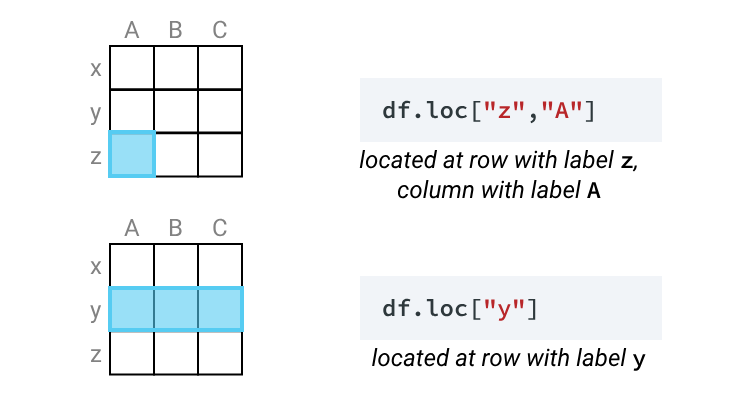 A B C
x
y
z
df.loc["z","A"]
located at row with label z,
column with label A
A B C
x
y
z
df.loc["y"]
located at row with label y